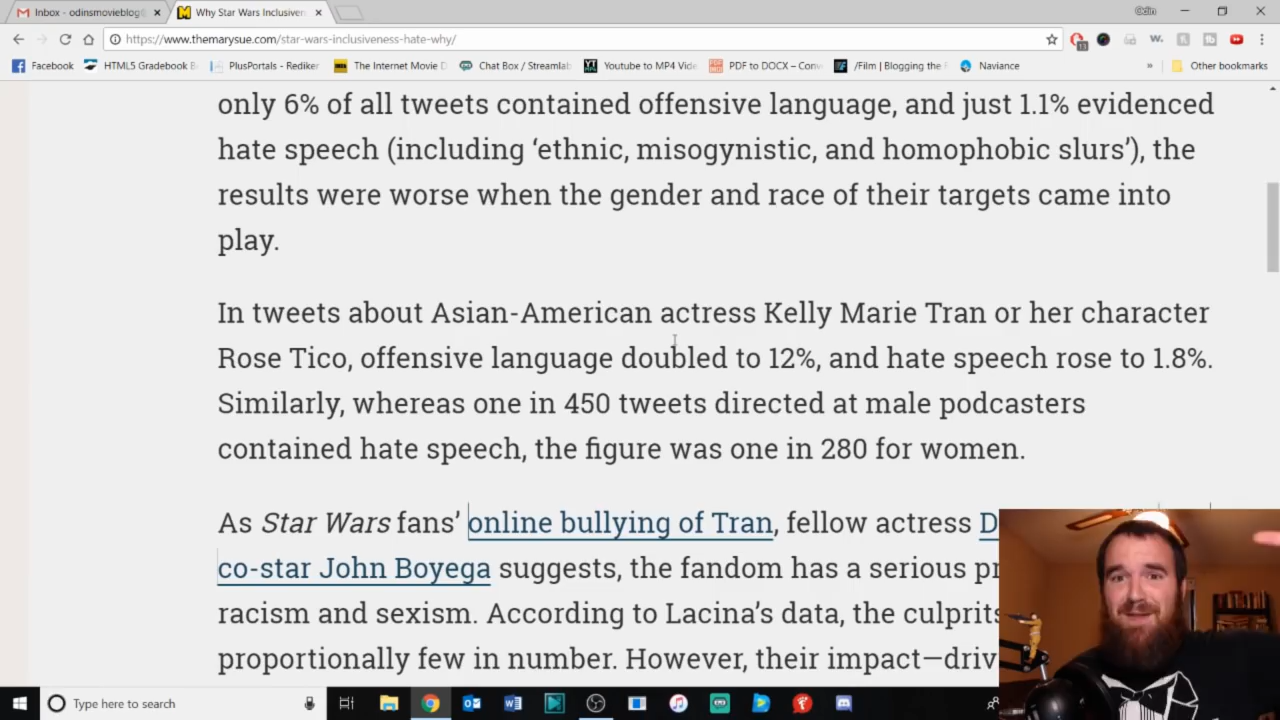 Inbox - odinsmovieblog
Why Star Wars Inclusiven
Odin
https://www.themarysue.com/star-wars-inclusiveness-hate-why/
Facebook
HTML5 Gradebook
PlusPortals - Rediker
The Internet Movie
Chat Box / Streamlab
Youtube to MP4
PDF to DOCX – Con
/Film | Blogging the
Naviance
»
Other bookmarks
only 6% of all tweets contained offensive language, and just 1.1% evidenced
hate speech (including ‘ethnic, misogynistic, and homophobic slurs’), the
results were worse when the gender and race of their targets came into
play.
In tweets about Asian-American actress Kelly Marie Tran or her character
Rose Tico, offensive language doubled to 12%, and hate speech rose to 1.8%.
Similarly, whereas one in 450 tweets directed at male podcasters
contained hate speech, the figure was one in 280 for women.
As Star Wars fans’ online bullying of Tran, fellow actress D
co-star John Boyega suggests, the fandom has a serious pr
racism and sexism. According to Lacina’s data, the culprits
proportionally few in number. However, their impact—driv
Type here to search